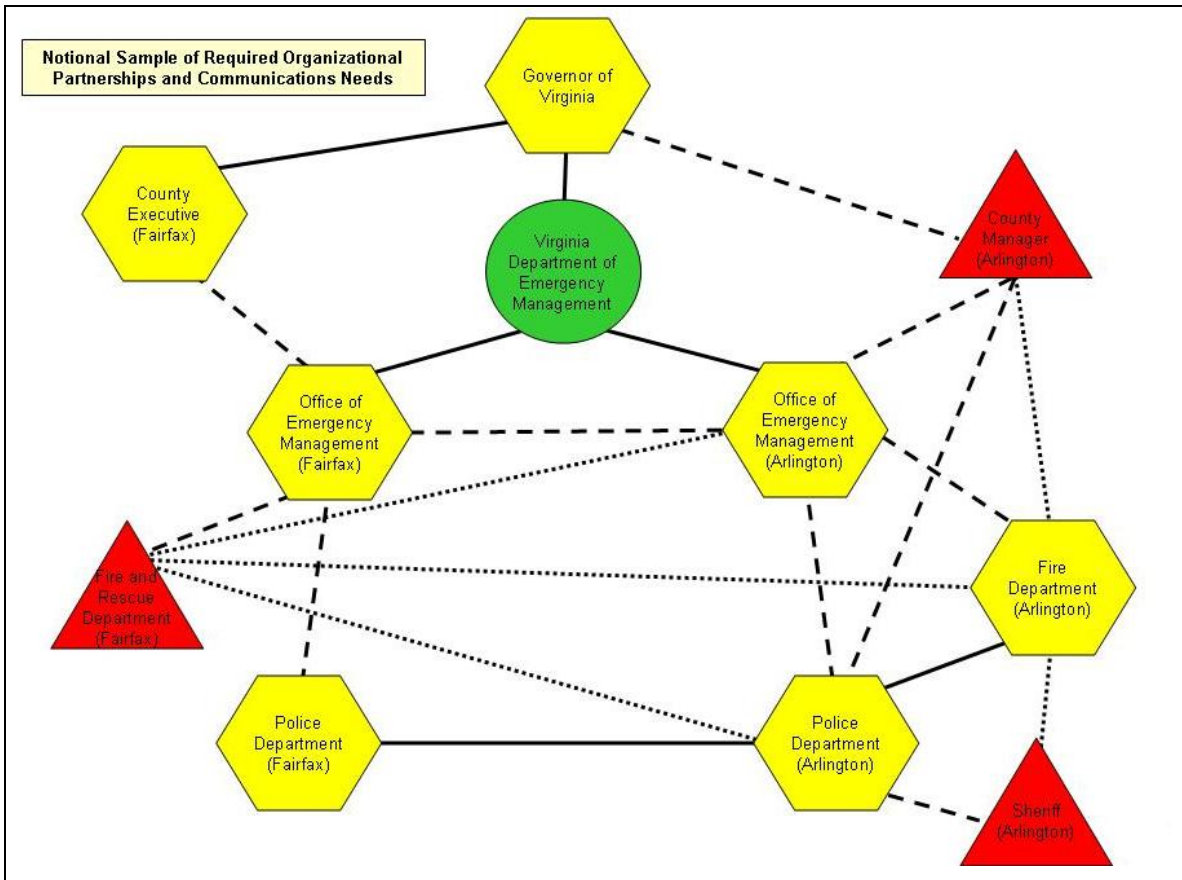 Notional Sample of Required Organizational
Partnerships and Communications Needs
Governor of
Virginia
County
Executive
(Fairfax)
County
Manager
(Arlington)
Virginia
Department of
Emergency
Management
Office of
Emergency
Management
(Fairfax)
Office of
Emergency
Management
(Arlington)
Fire and
Rescue
Department
(Fairfax)
Fire
Department
(Arlington)
Police
Department
(Fairfax)
Police
Department
(Arlington)
Sheriff
(Arlington)